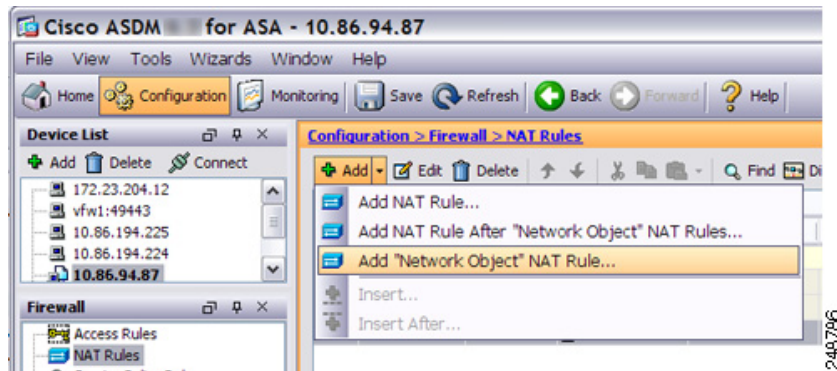 Cisco ASDM for ASA - 10.86.94.87
File View Tools Wizards Window Help
Home Configuration Monitoring Save Refresh Back Forward Help
Device List
Add Delete Connect
172.23.204.12
vfw1:49443
10.86.194.225
10.86.194.224
10.86.94.87
Firewall
Access Rules
NAT Rules
Configuration > Firewall > NAT Rules
Add Edit Delete Find Di
Add NAT Rule...
Add NAT Rule After "Network Object" NAT Rules...
Add "Network Object" NAT Rule...
Insert...
Insert After...
248786